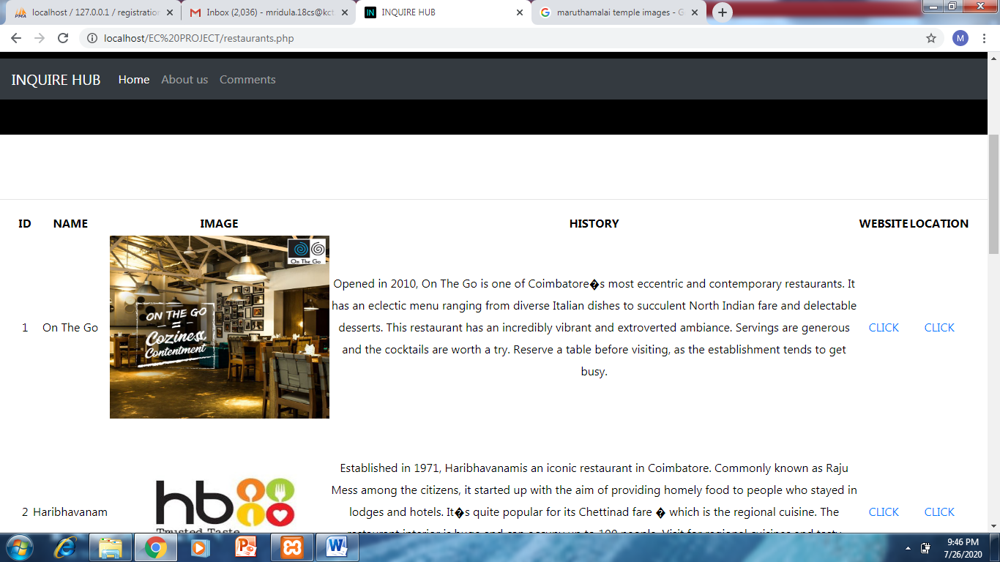 localhost / 127.0.0.1 / registration
Inbox (2,036) - mridula.18cs@kct
INQUIRE HUB
maruthamalai temple images - G
localhost/EC%20PROJECT/restaurants.php
M
INQUIRE HUB Home About us Comments
ID NAME IMAGE HISTORY WEBSITE LOCATION
On The Go
ON THE GO
=
Coziness
Contentment
1 On The Go
Opened in 2010, On The Go is one of Coimbatore�s most eccentric and contemporary restaurants. It
has an eclectic menu ranging from diverse Italian dishes to succulent North Indian fare and delectable
desserts. This restaurant has an incredibly vibrant and extroverted ambiance. Servings are generous
and the cocktails are worth a try. Reserve a table before visiting, as the establishment tends to get
busy.
CLICK CLICK
2 Haribhavanam
hb
Trusted Taste
Established in 1971, Haribhavanamis an iconic restaurant in Coimbatore. Commonly known as Raju
Mess among the citizens, it started up with the aim of providing homely food to people who stayed in
lodges and hotels. It�s quite popular for its Chettinad fare � which is the regional cuisine. The
CLICK CLICK
9:46 PM
7/26/2020